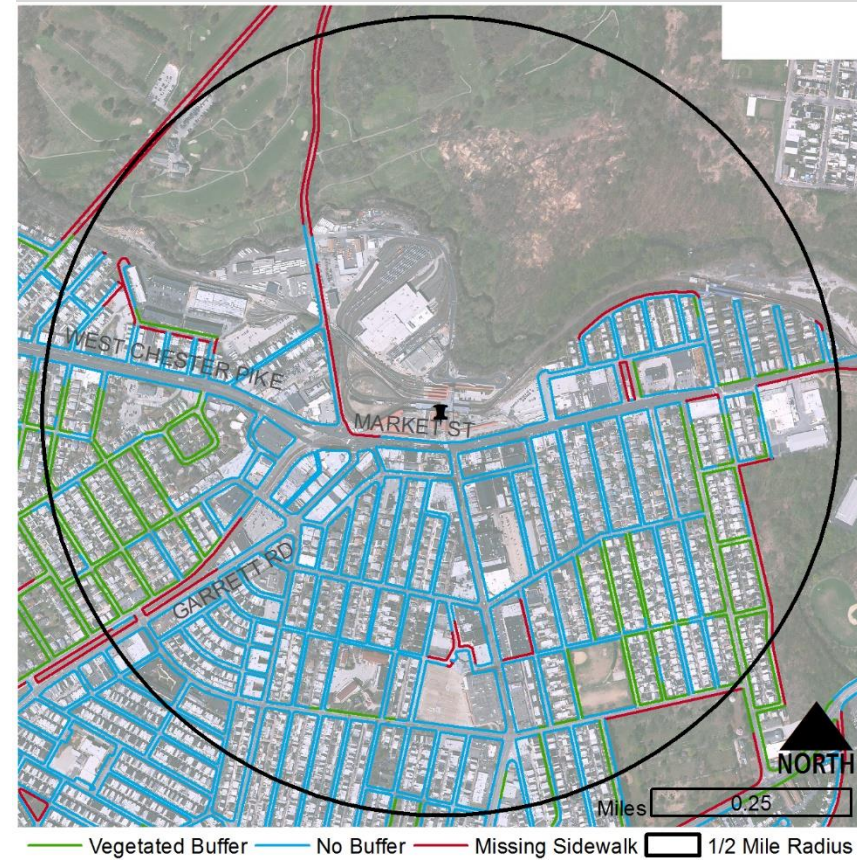 WEST CHESTER PIKE
MARKET ST
GARRETT RD
NORTH
Miles 0.25
Vegetated Buffer No Buffer Missing Sidewalk 1/2 Mile Radius